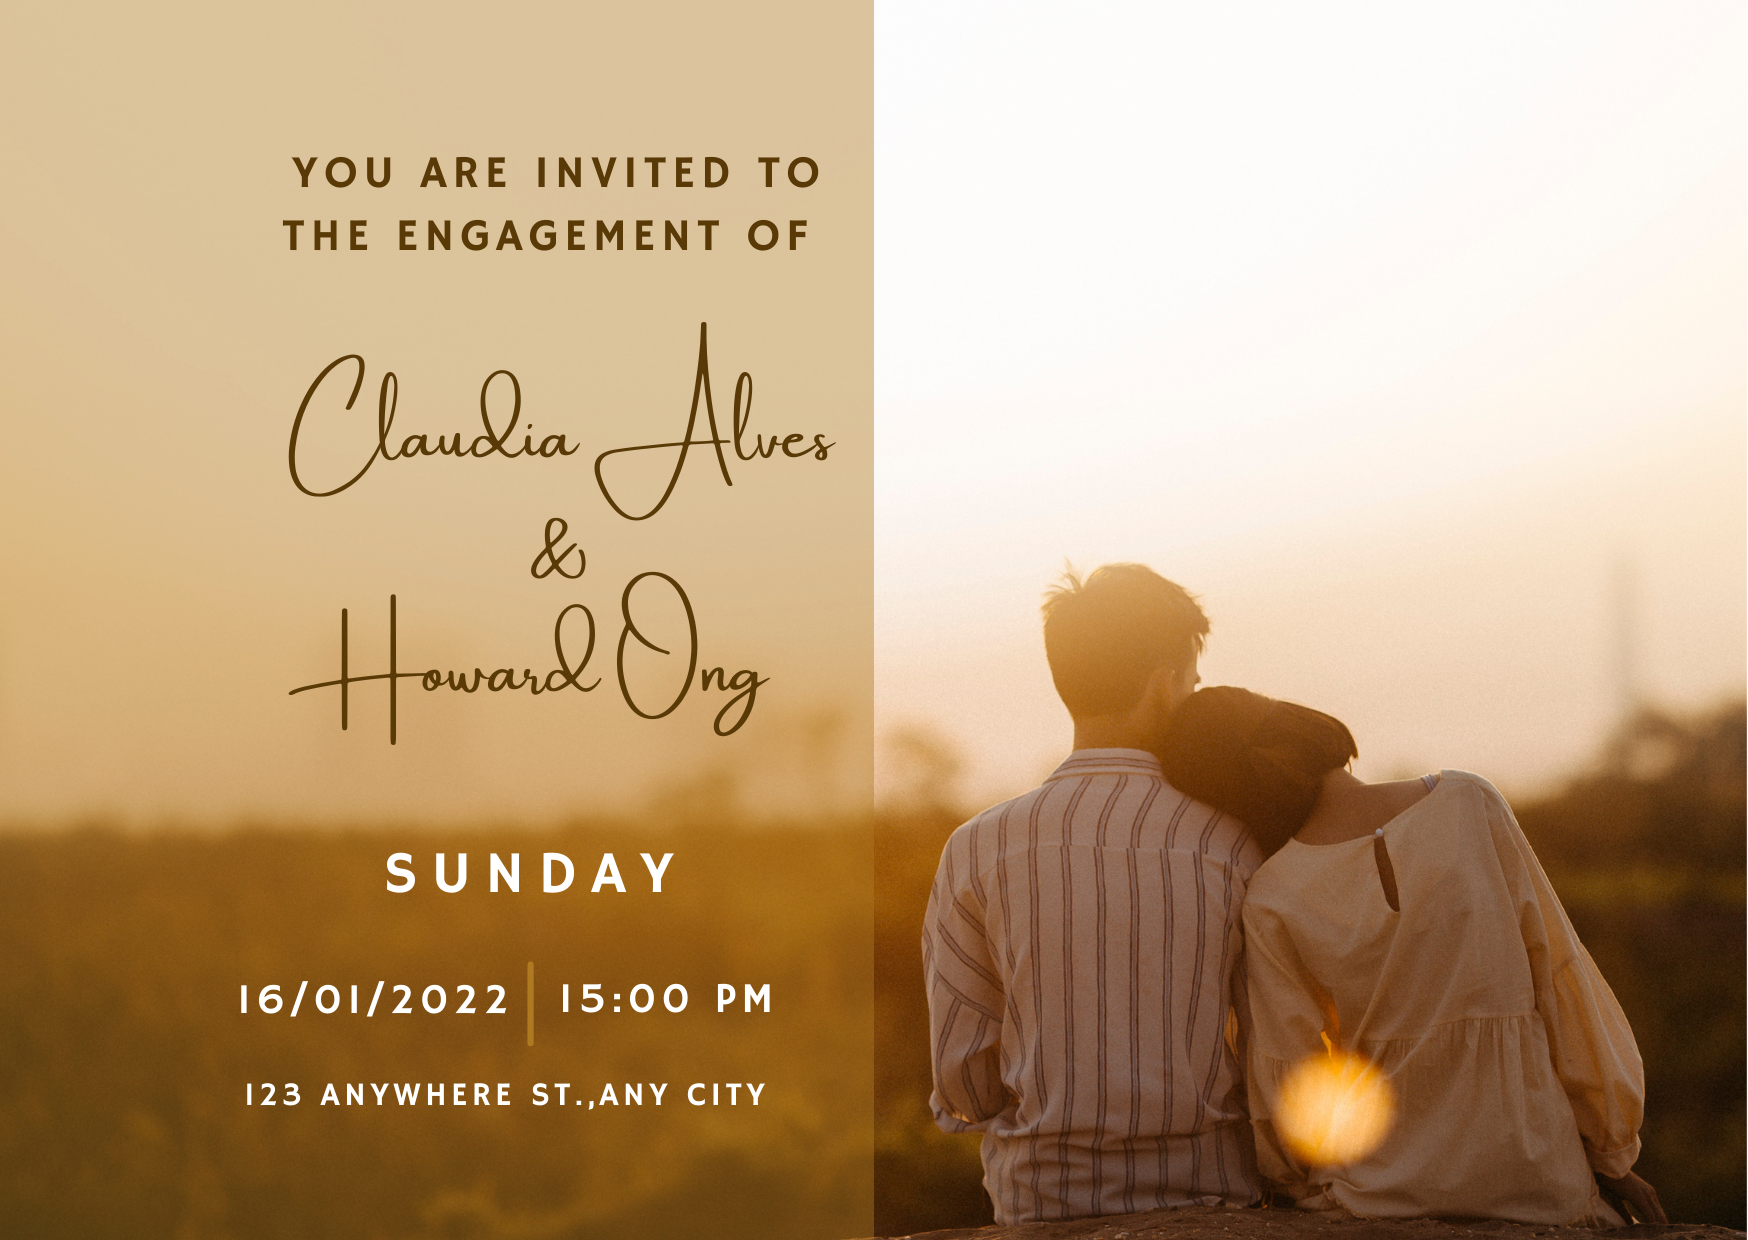 YOU ARE INVITED TO
THE ENGAGEMENT OF
Claudia Alves
&
Howard Ong
SUNDAY
16/01/2022 | 15:00 PM
123 ANYWHERE ST.,ANY CITY